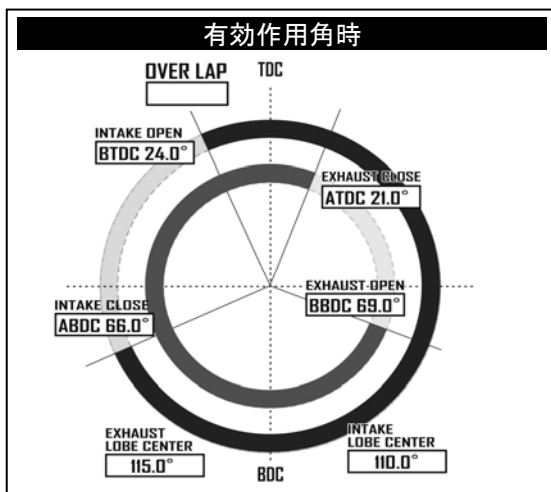 有効作用角時
OVER LAP
TDC
INTAKE OPEN
BTDC 24.0°
EXHAUST CLOSE
ATDC 21.0°
EXHAUST OPEN
BBDC 69.0°
INTAKE CLOSE
ABDC 66.0°
EXHAUST
LOBE CENTER
115.0°
BDC
INTAKE
LOBE CENTER
110.0°